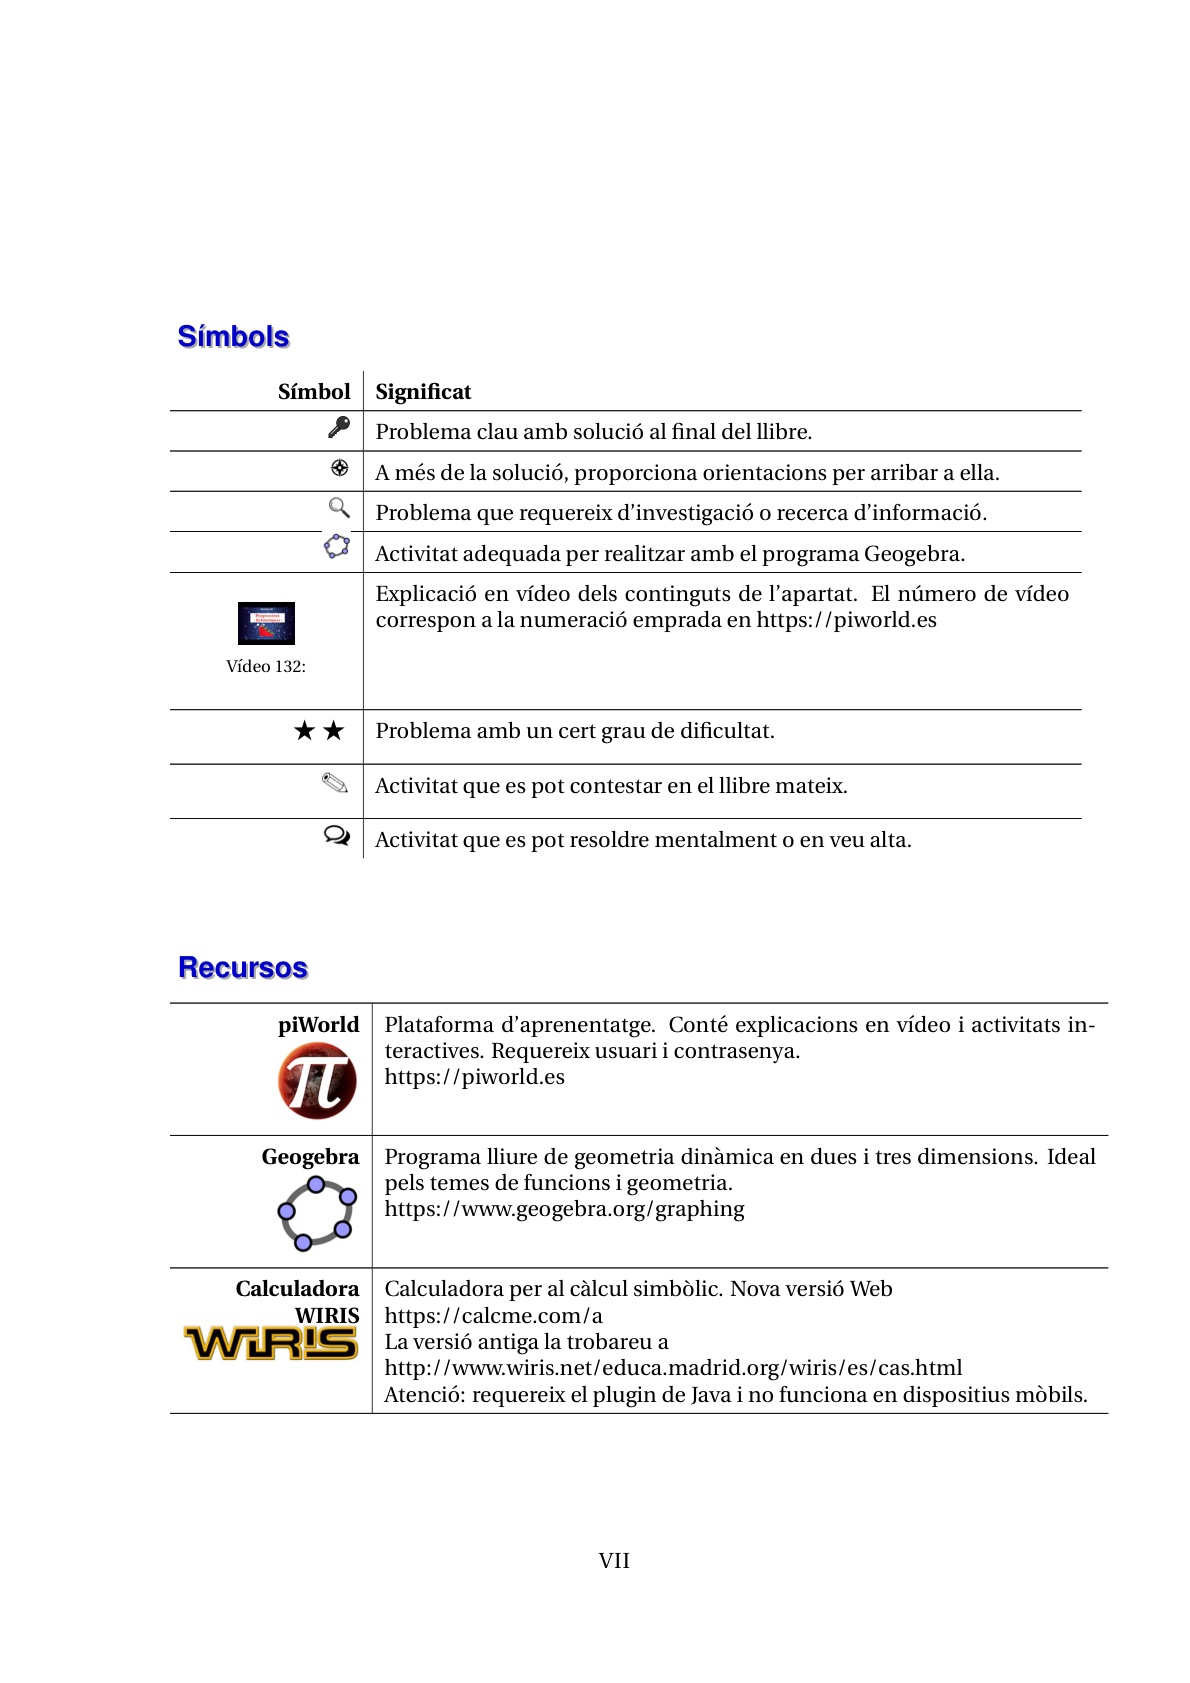 Símbols
Símbol Significat
Problema clau amb solució al final del llibre.
A més de la solució, proporciona orientacions per arribar a ella.
Problema que requereix d'investigació o recerca d'informació.
Activitat adequada per realitzar amb el programa Geogebra.
Explicació en vídeo dels continguts de l'apartat. El número de vídeo
correspon a la numeració emprada en https://piworld.es
Vídeo 132:
★ ★ Problema amb un cert grau de dificultat.
Activitat que es pot contestar en el llibre mateix.
Activitat que es pot resoldre mentalment o en veu alta.
Recursos
piWorld Plataforma d'aprenentatge. Conté explicacions en vídeo i activitats in-
teractives. Requereix usuari i contrasenya.
https://piworld.es
π
Geogebra Programa lliure de geometria dinàmica en dues i tres dimensions. Ideal
pels temes de funcions i geometria.
https://www.geogebra.org/graphing
Calculadora Calculadora per al càlcul simbòlic. Nova versió Web
WIRIS https://calcme.com/a
WIRIS La versió antiga la trobareu a
http://www.wiris.net/educa.madrid.org/wiris/es/cas.html
Atenció: requereix el plugin de Java i no funciona en dispositius mòbils.
VII